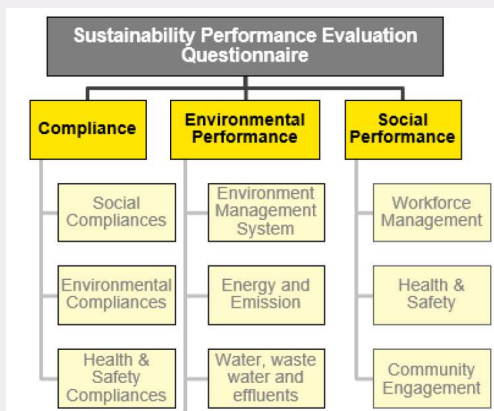 Sustainability Performance Evaluation
Questionnaire
Compliance
Environmental
Performance
Social
Performance
Social
Compliances
Environment
Management
System
Workforce
Management
Environmental
Compliances
Energy and
Emission
Health &
Safety
Health &
Safety
Compliances
Water, waste
water and
effluents
Community
Engagement